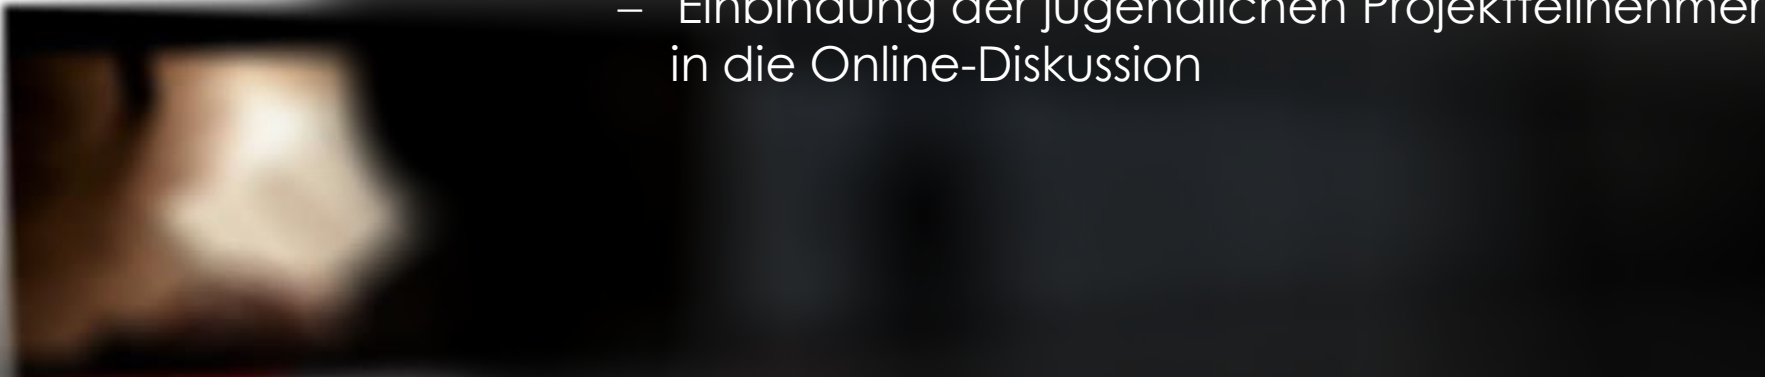 – Einbindung der jugendlichen Projektteilnehmer
in die Online-Diskussion